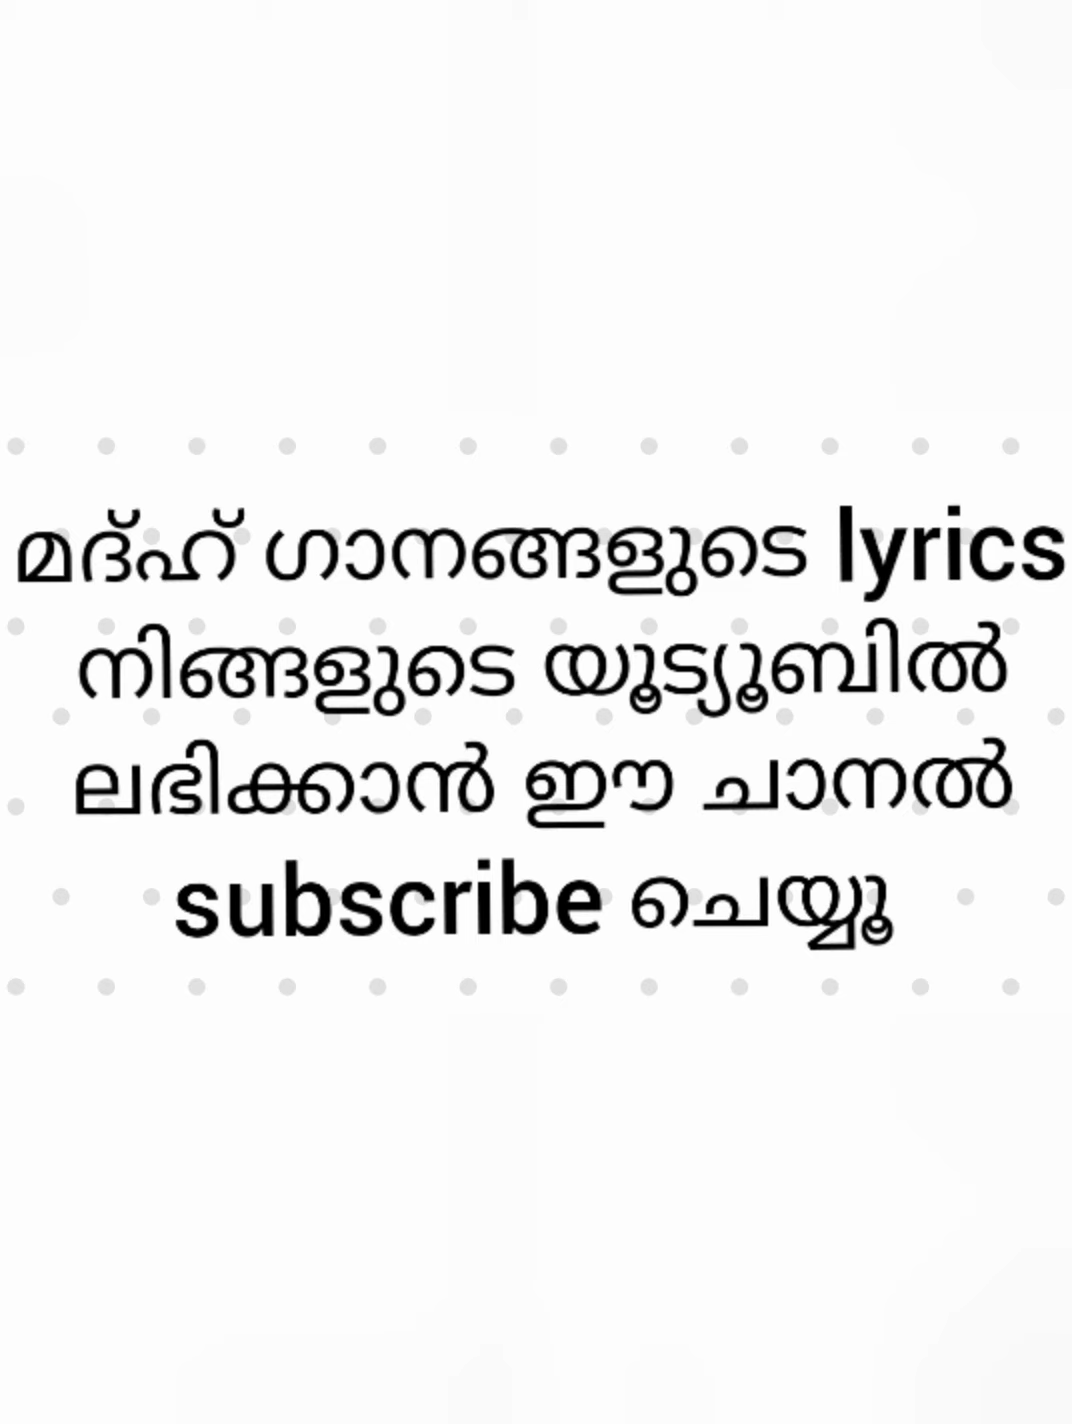 മദ്ഹ് ഗാനങ്ങളുടെ lyrics
നിങ്ങളുടെ യൂട്യൂബിൽ
ലഭിക്കാൻ ഈ ചാനൽ
subscribe ചെയ്യൂ